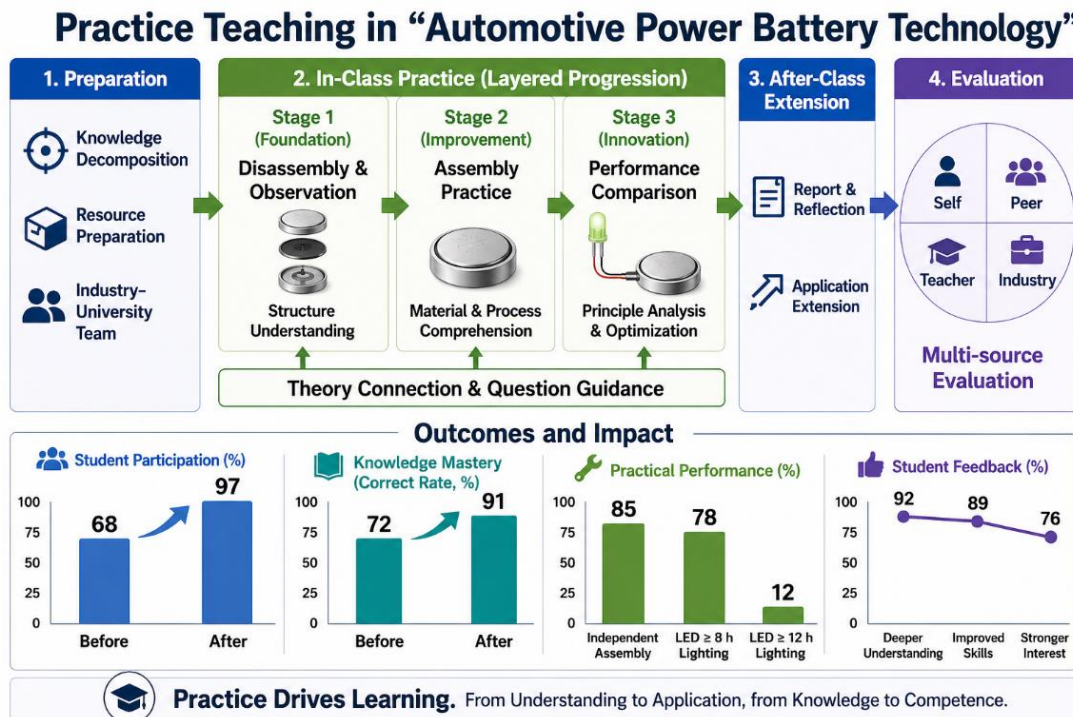 Practice Teaching in “Automotive Power Battery Technology”
1. Preparation
Knowledge
Decomposition
Resource
Preparation
Industry–
University
Team
2. In-Class Practice (Layered Progression)
Stage 1
(Foundation)
Disassembly &
Observation
Structure
Understanding
Stage 2
(Improvement)
Assembly
Practice
Material & Process
Comprehension
Stage 3
(Innovation)
Performance
Comparison
Principle Analysis
& Optimization
Theory Connection & Question Guidance
3. After-Class
Extension
Report &
Reflection
Application
Extension
4. Evaluation
Self
Peer
Teacher
Industry
Multi-source
Evaluation
Outcomes and Impact
Student Participation (%)
100
75
50
25
0
68
97
Before
After
Knowledge Mastery
(Correct Rate, %)
100
75
50
25
0
72
91
Before
After
Practical Performance (%)
100
75
50
25
0
85
78
12
Independent
Assembly
LED ≥ 8 h
Lighting
LED ≥ 12 h
Lighting
Student Feedback (%)
100
75
50
25
0
92
89
76
Deeper
Understanding
Improved
Skills
Stronger
Interest
Practice Drives Learning. From Understanding to Application, from Knowledge to Competence.